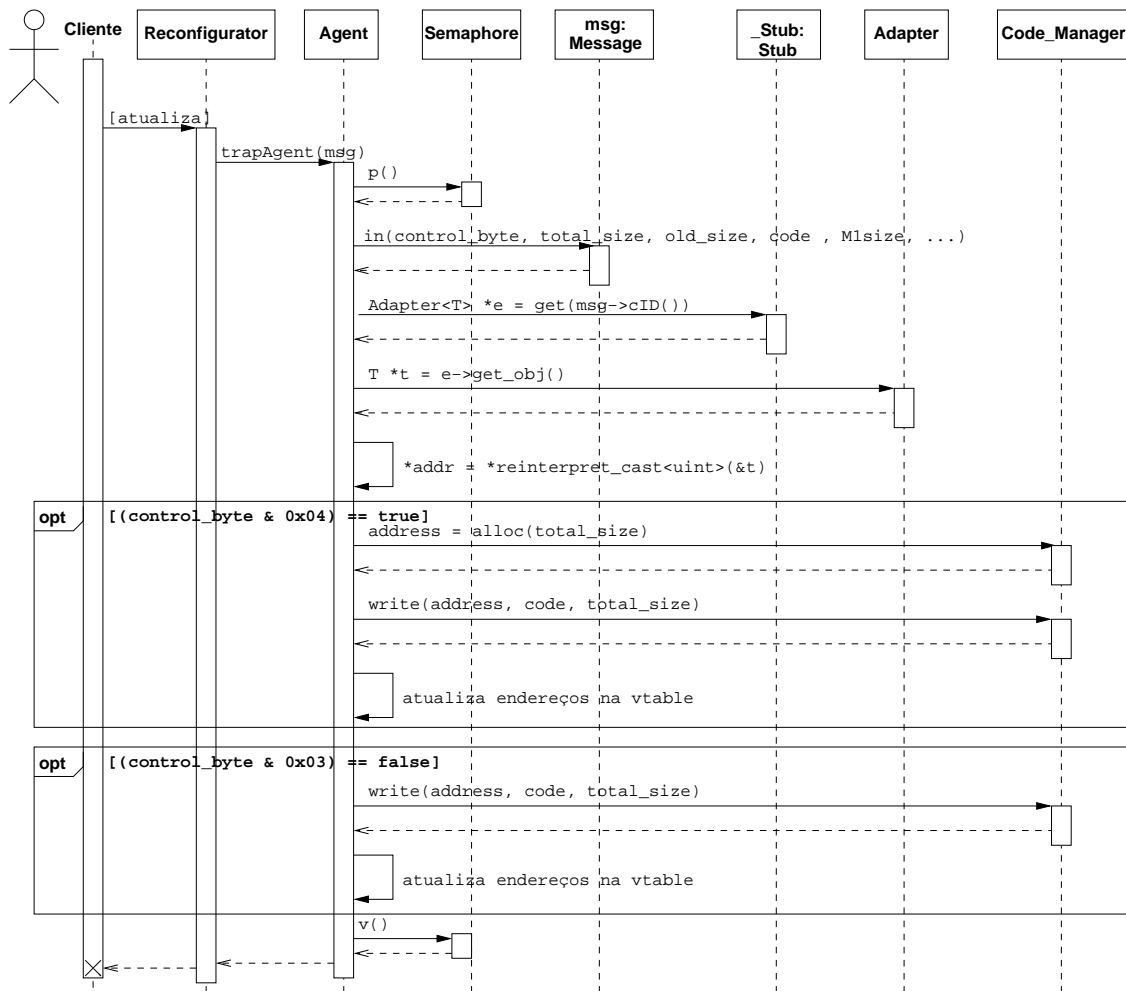 Cliente
Reconfigurator
Agent
Semaphore
msg:
Message
_Stub:
Stub
Adapter
Code_Manager
[atualiza]
trapAgent(msg)
p()
in(control_byte, total_size, old_size, code , M1size, ...)
Adapter<T> *e = get(msg->cID())
T *t = e->get_obj()
*addr = *reinterpret_cast<uint>(&t)
opt
[(control_byte & 0x04) == true]
address = alloc(total_size)
write(address, code, total_size)
atualiza endereços na vtable
opt
[(control_byte & 0x03) == false]
write(address, code, total_size)
atualiza endereços na vtable
v()